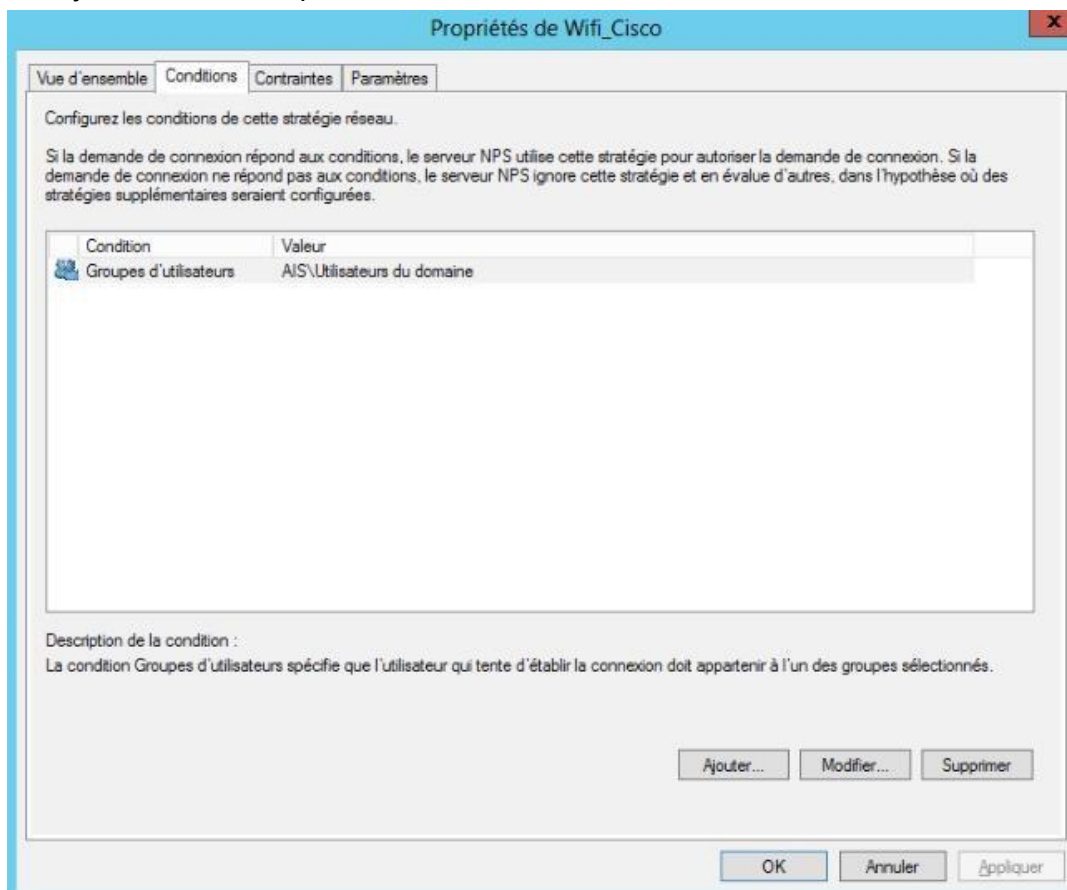 Propriétés de Wifi_Cisco
x
Vue d'ensemble Conditions Contraintes Paramètres
Configurez les conditions de cette stratégie réseau.
Si la demande de connexion répond aux conditions, le serveur NPS utilise cette stratégie pour autoriser la demande de connexion. Si la
demande de connexion ne répond pas aux conditions, le serveur NPS ignore cette stratégie et en évalue d'autres, dans l'hypothèse où des
stratégies supplémentaires seraient configurées.
Condition Valeur
Groupes d'utilisateurs AIS\Utilisateurs du domaine
Description de la condition :
La condition Groupes d'utilisateurs spécifie que l'utilisateur qui tente d'établir la connexion doit appartenir à l'un des groupes sélectionnés.
Ajouter... Modifier... Supprimer
OK Annuler Appliquer